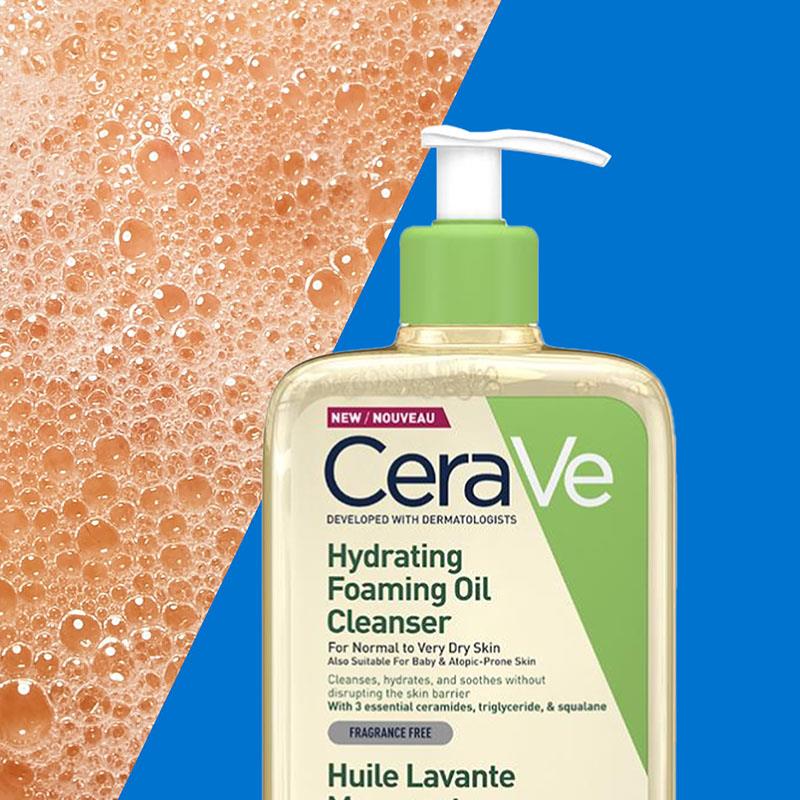 NEW / NOUVEAU
CeraVe
DEVELOPED WITH DERMATOLOGISTS
Hydrating
Foaming Oil
Cleanser
For Normal to Very Dry Skin
Also Suitable For Baby & Atopic-Prone Skin
Cleanses, hydrates, and soothes without
disrupting the skin barrier
With 3 essential ceramides, triglyceride, & squalane
FRAGRANCE FREE
Huile Lavante